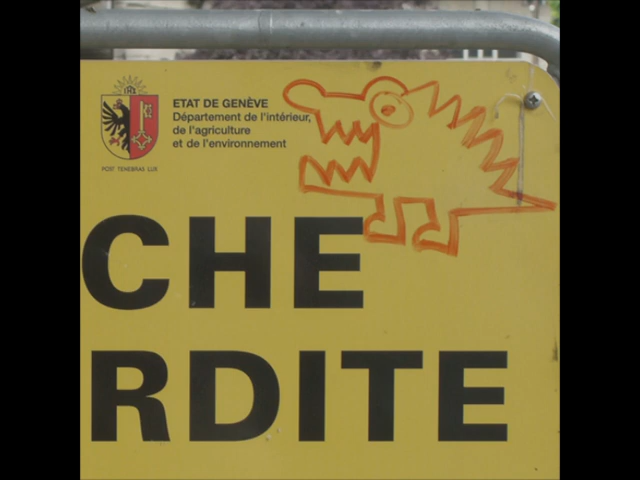 ETAT DE GENÈVE
Département de l'intérieur,
de l'agriculture
et de l'environnement
POST TENEBRAS LUX
CHE
RDITE